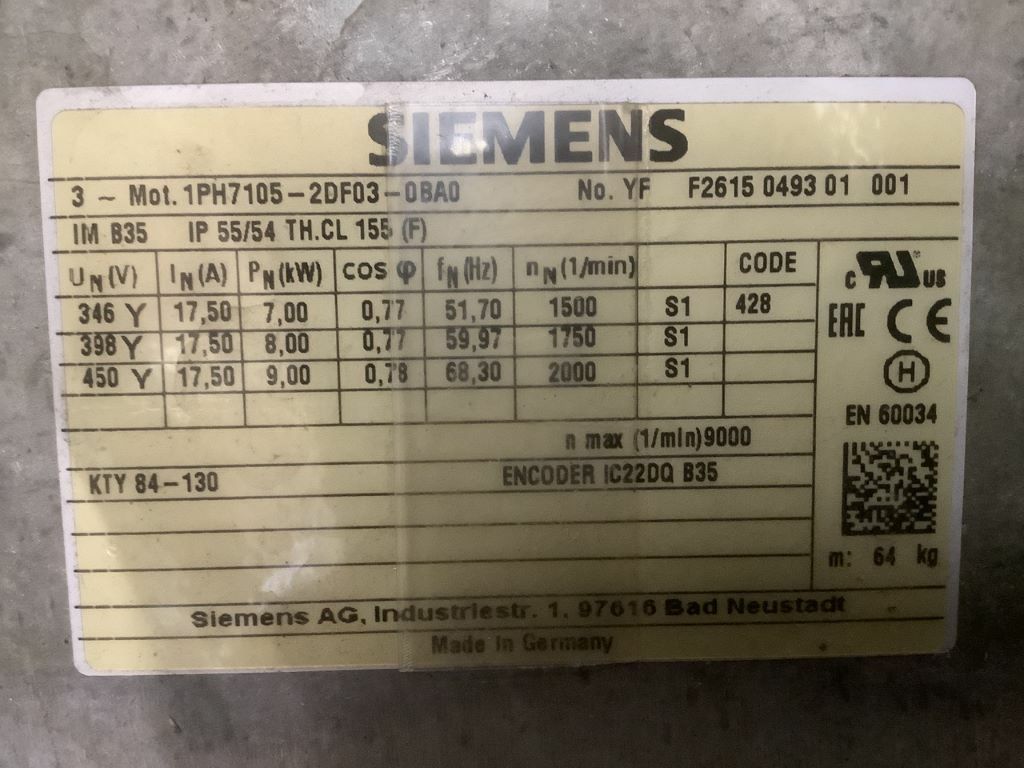 SIEMENS
3 ~ Mot. 1PH7105-2DF03-0BA0 No. YF F2615 0493 01 001
IM B35 IP 55/54 TH.CL 155 (F)
UN(V) IN(A) PN(kW) cos φ fN(Hz) nN(1/min) CODE
346 Y 17,50 7,00 0,77 51,70 1500 S1 428
398 Y 17,50 8,00 0,77 59,97 1750 S1
450 Y 17,50 9,00 0,78 68,30 2000 S1
c RU US
EAC CE
H
EN 60034
n max (1/min)9000
KTY 84-130 ENCODER IC22DQ B35
m: 64 kg
Siemens AG, Industriestr. 1, 97616 Bad Neustadt
Made in Germany